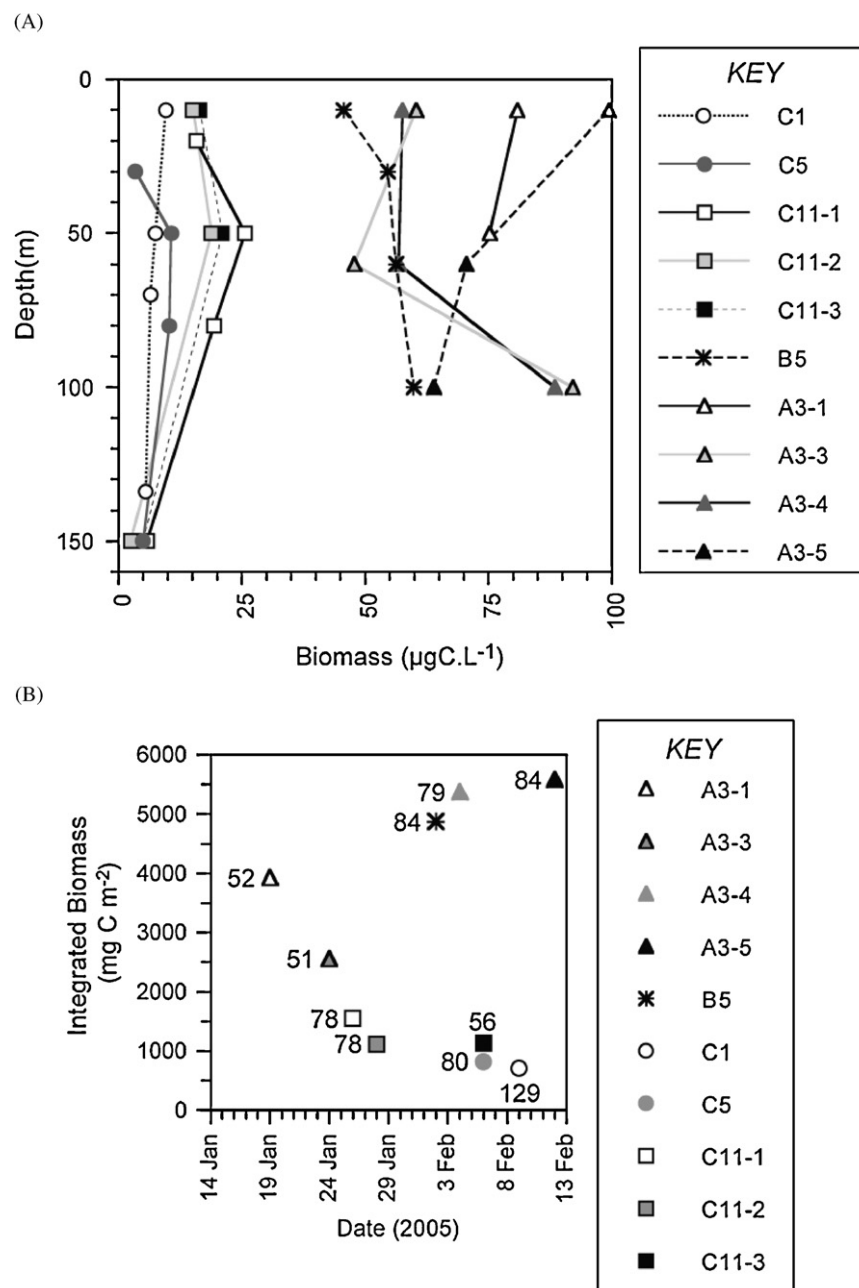 (A)
0
50
100
150
Depth(m)
0
25
50
75
100
Biomass (µgC.L-1)
KEY
C1
C5
C11-1
C11-2
C11-3
B5
A3-1
A3-3
A3-4
A3-5
(B)
6000
5000
4000
3000
2000
1000
0
Integrated Biomass
(mg C m-2)
79
84
84
52
51
78
56
78
80
129
14 Jan
19 Jan
24 Jan
29 Jan
3 Feb
8 Feb
13 Feb
Date (2005)
KEY
A3-1
A3-3
A3-4
A3-5
B5
C1
C5
C11-1
C11-2
C11-3